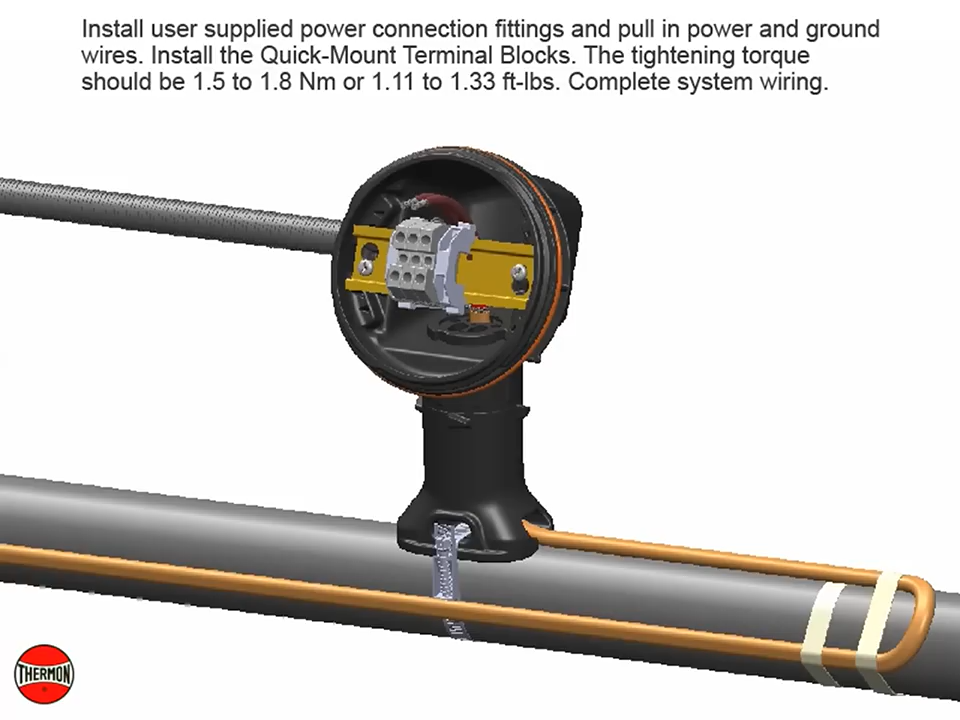 Install user supplied power connection fittings and pull in power and ground
wires. Install the Quick-Mount Terminal Blocks. The tightening torque
should be 1.5 to 1.8 Nm or 1.11 to 1.33 ft-lbs. Complete system wiring.
THERMON